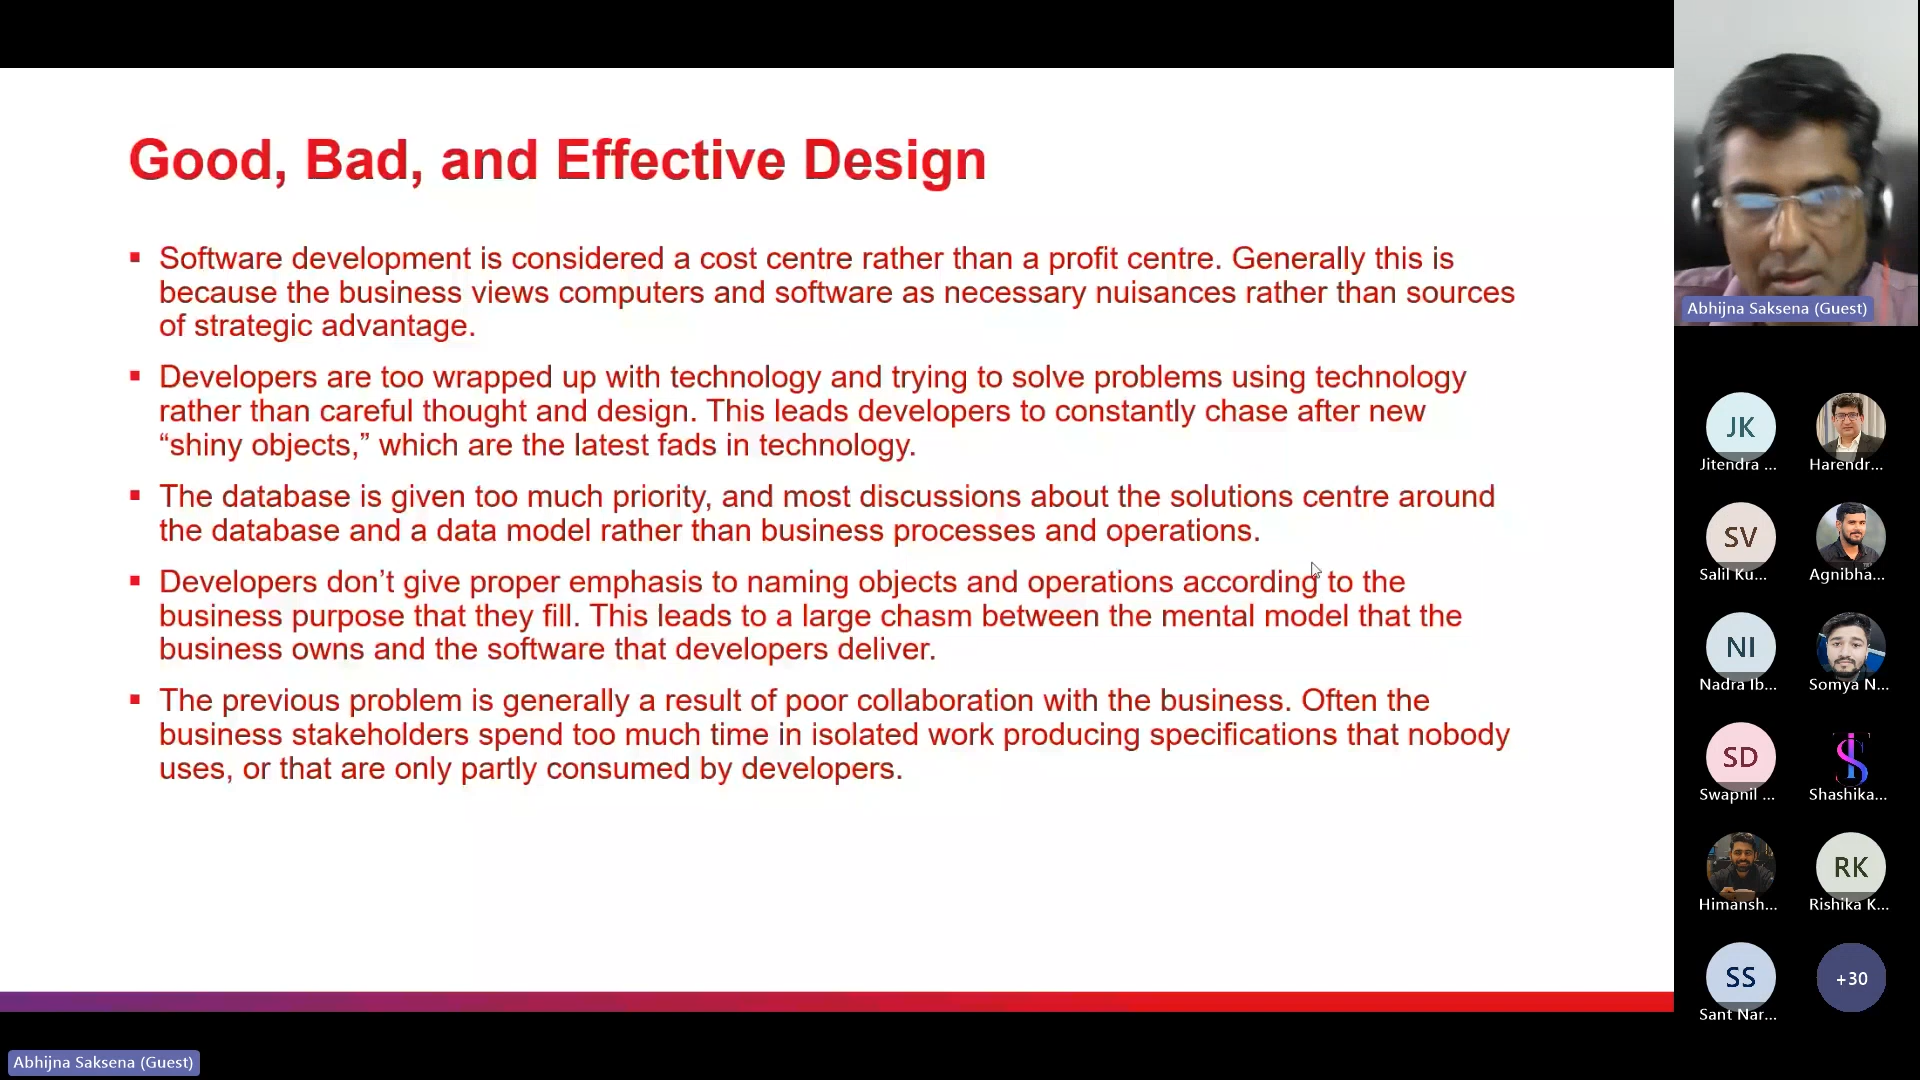 Good, Bad, and Effective Design
▪ Software development is considered a cost centre rather than a profit centre. Generally this is
because the business views computers and software as necessary nuisances rather than sources
of strategic advantage.
▪ Developers are too wrapped up with technology and trying to solve problems using technology
rather than careful thought and design. This leads developers to constantly chase after new
“shiny objects,” which are the latest fads in technology.
▪ The database is given too much priority, and most discussions about the solutions centre around
the database and a data model rather than business processes and operations.
▪ Developers don’t give proper emphasis to naming objects and operations according to the
business purpose that they fill. This leads to a large chasm between the mental model that the
business owns and the software that developers deliver.
▪ The previous problem is generally a result of poor collaboration with the business. Often the
business stakeholders spend too much time in isolated work producing specifications that nobody
uses, or that are only partly consumed by developers.
Abhijna Saksena (Guest)
JK
Jitendra ...
Harendr...
SV
Salil Ku...
Agnibha...
NI
Nadra Ib...
Somya N...
SD
Swapnil ...
Shashika...
Himansh...
RK
Rishika K...
SS
Sant Nar...
+30
Abhijna Saksena (Guest)